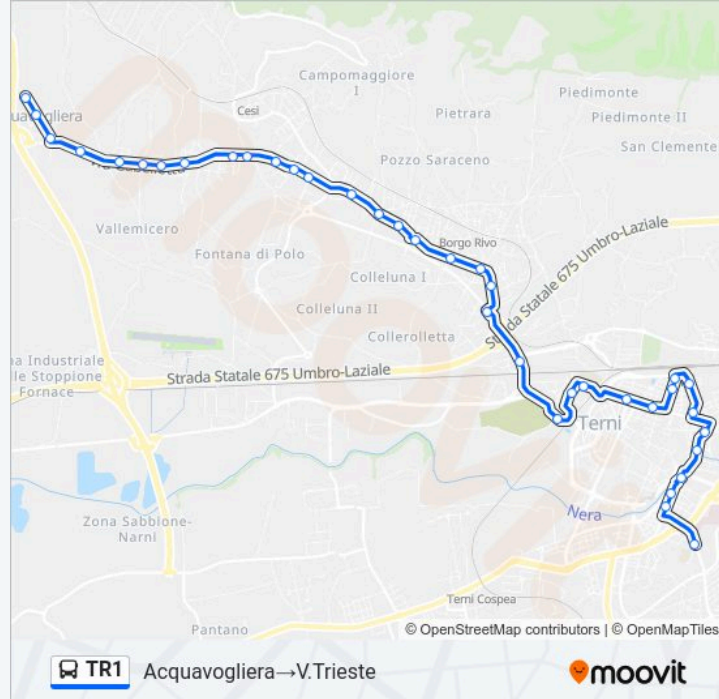 Campomaggiore
I
Piedimonte
Cesi
Piedimonte II
Pietrara
San Clemente
Pozzo Saraceno
Vallemicero
Borgo Rivo
Fontana di Polo
Colleluna I
Colleluna II
Strada Statale 675 Umbro-Laziale
Collerolletta
Strada Statale 675 Umbro-Laziale
na Industriale
lle Stoppione
Fornace
Terni
Nera
Zona Sabbione-
Narni
Terni Cospea
Pantano
© OpenStreetMap contributors | © OpenMapTiles
TR1 Acquavogliera→V.Trieste
moovit